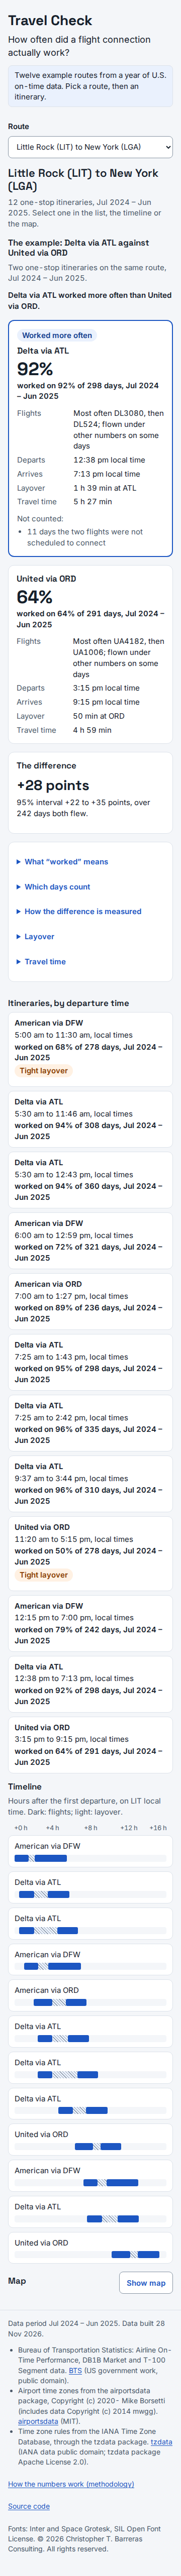 Travel Check
How often did a flight connection
actually work?
Twelve example routes from a year of U.S.
on-time data. Pick a route, then an
itinerary.
Route
Little Rock (LIT) to New York (LGA)
Little Rock (LIT) to New York
(LGA)
12 one-stop itineraries, Jul 2024 – Jun
2025. Select one in the list, the timeline or
the map.
The example: Delta via ATL against
United via ORD
Two one-stop itineraries on the same route,
Jul 2024 – Jun 2025.
Delta via ATL worked more often than United
via ORD.
Worked more often
Delta via ATL
92%
worked on 92% of 298 days, Jul 2024
– Jun 2025
Flights Most often DL3080, then
DL524; flown under
other numbers on some
days
Departs 12:38 pm local time
Arrives 7:13 pm local time
Layover 1 h 39 min at ATL
Travel time 5 h 27 min
Not counted:
• 11 days the two flights were not
scheduled to connect
United via ORD
64%
worked on 64% of 291 days, Jul 2024 –
Jun 2025
Flights Most often UA4182, then
UA1006; flown under
other numbers on some
days
Departs 3:15 pm local time
Arrives 9:15 pm local time
Layover 50 min at ORD
Travel time 4 h 59 min
The difference
+28 points
95% interval +22 to +35 points, over
242 days both flew.
What “worked” means
Which days count
How the difference is measured
Layover
Travel time
Itineraries, by departure time
American via DFW
5:00 am to 11:30 am, local times
worked on 68% of 278 days, Jul 2024 –
Jun 2025
Tight layover
Delta via ATL
5:30 am to 11:46 am, local times
worked on 94% of 308 days, Jul 2024 –
Jun 2025
Delta via ATL
5:30 am to 12:43 pm, local times
worked on 94% of 360 days, Jul 2024 –
Jun 2025
American via DFW
6:00 am to 12:59 pm, local times
worked on 72% of 321 days, Jul 2024 –
Jun 2025
American via ORD
7:00 am to 1:27 pm, local times
worked on 89% of 236 days, Jul 2024 –
Jun 2025
Delta via ATL
7:25 am to 1:43 pm, local times
worked on 95% of 298 days, Jul 2024 –
Jun 2025
Delta via ATL
7:25 am to 2:42 pm, local times
worked on 96% of 335 days, Jul 2024 –
Jun 2025
Delta via ATL
9:37 am to 3:44 pm, local times
worked on 96% of 310 days, Jul 2024 –
Jun 2025
United via ORD
11:20 am to 5:15 pm, local times
worked on 50% of 278 days, Jul 2024 –
Jun 2025
Tight layover
American via DFW
12:15 pm to 7:00 pm, local times
worked on 79% of 242 days, Jul 2024 –
Jun 2025
Delta via ATL
12:38 pm to 7:13 pm, local times
worked on 92% of 298 days, Jul 2024 –
Jun 2025
United via ORD
3:15 pm to 9:15 pm, local times
worked on 64% of 291 days, Jul 2024 –
Jun 2025
Timeline
Hours after the first departure, on LIT local
time. Dark: flights; light: layover.
+0 h +4 h +8 h +12 h +16 h
American via DFW
Delta via ATL
Delta via ATL
American via DFW
American via ORD
Delta via ATL
Delta via ATL
Delta via ATL
United via ORD
American via DFW
Delta via ATL
United via ORD
Map Show map
Data period Jul 2024 – Jun 2025. Data built 28
Nov 2026.
• Bureau of Transportation Statistics: Airline On-
Time Performance, DB1B Market and T-100
Segment data. BTS (US government work,
public domain).
• Airport time zones from the airportsdata
package, Copyright (c) 2020- Mike Borsetti
(includes data Copyright (c) 2014 mwgg).
airportsdata (MIT).
• Time zone rules from the IANA Time Zone
Database, through the tzdata package. tzdata
(IANA data public domain; tzdata package
Apache License 2.0).
How the numbers work (methodology)
Source code
Fonts: Inter and Space Grotesk, SIL Open Font
License. © 2026 Christopher T. Barreras
Consulting. All rights reserved.